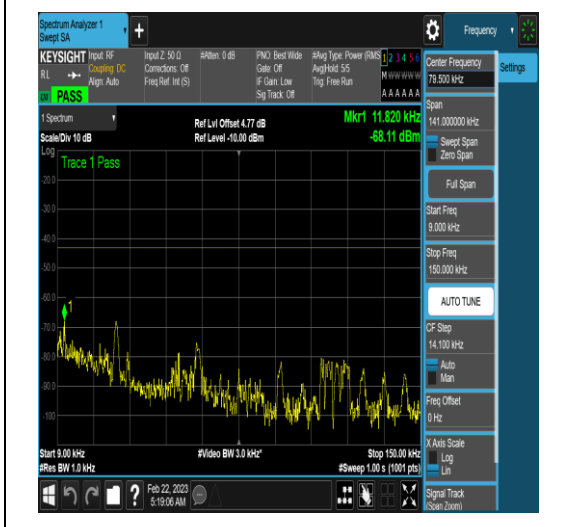 Spectrum Analyzer 1
Swept SA
+
Frequency
KEYSIGHT
Input: RF
Coupling: DC
Align: Auto
RL
PASS
Input Z: 50 Ω
Corrections: Off
Freq Ref: Int (S)
#Atten: 0 dB
PNO: Best Wide
Gate: Off
IF Gain: Low
Sig Track: Off
#Avg Type: Power (RMS)
Avg|Hold: 5/5
Trig: Free Run
1 2 3 4 5 6
M W W W W W
A A A A A A
1 Spectrum
Scale/Div 10 dB
Ref Lvl Offset 4.77 dB
Ref Level -10.00 dBm
Mkr1 11.820 kHz
-68.11 dBm
Log
Trace 1 Pass
-20.0
-30.0
-40.0
-50.0
-60.0
-70.0
-80.0
-90.0
-100
1
Start 9.00 kHz
#Res BW 1.0 kHz
#Video BW 3.0 kHz*
Stop 150.00 kHz
#Sweep 1.00 s (1001 pts)
?
Feb 22, 2023
5:19:06 AM
Center Frequency
79.500 kHz
Settings
Span
141.000000 kHz
Swept Span
Zero Span
Full Span
Start Freq
9.000 kHz
Stop Freq
150.000 kHz
AUTO TUNE
CF Step
14.100 kHz
Auto
Man
Freq Offset
0 Hz
X Axis Scale
Log
Lin
Signal Track
(Span Zoom)